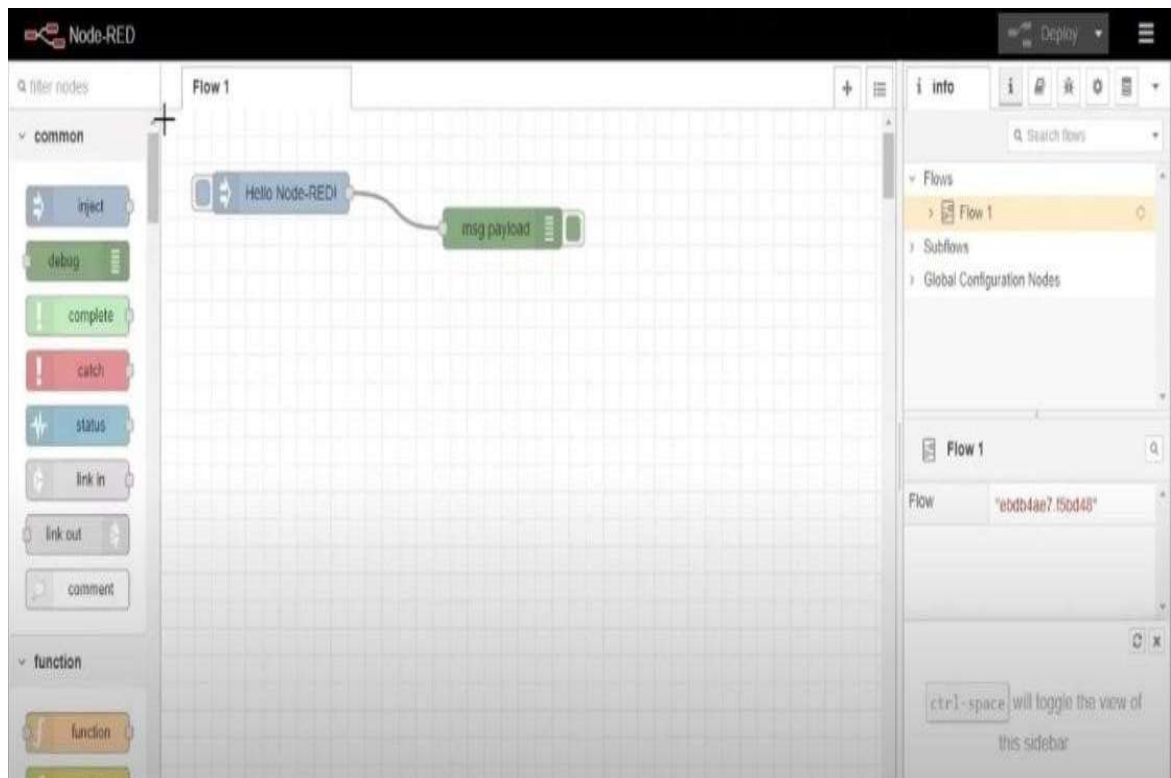 Node-RED
Deploy
filter nodes
Flow 1
info
Search flows
common
inject
debug
complete
catch
status
link in
link out
comment
function
function
Hello Node-RED!
msg.payload
Flows
Flow 1
Subflows
Global Configuration Nodes
Flow 1
Flow "ebdb4ae7.f5bd48"
ctrl-space will toggle the view of
this sidebar